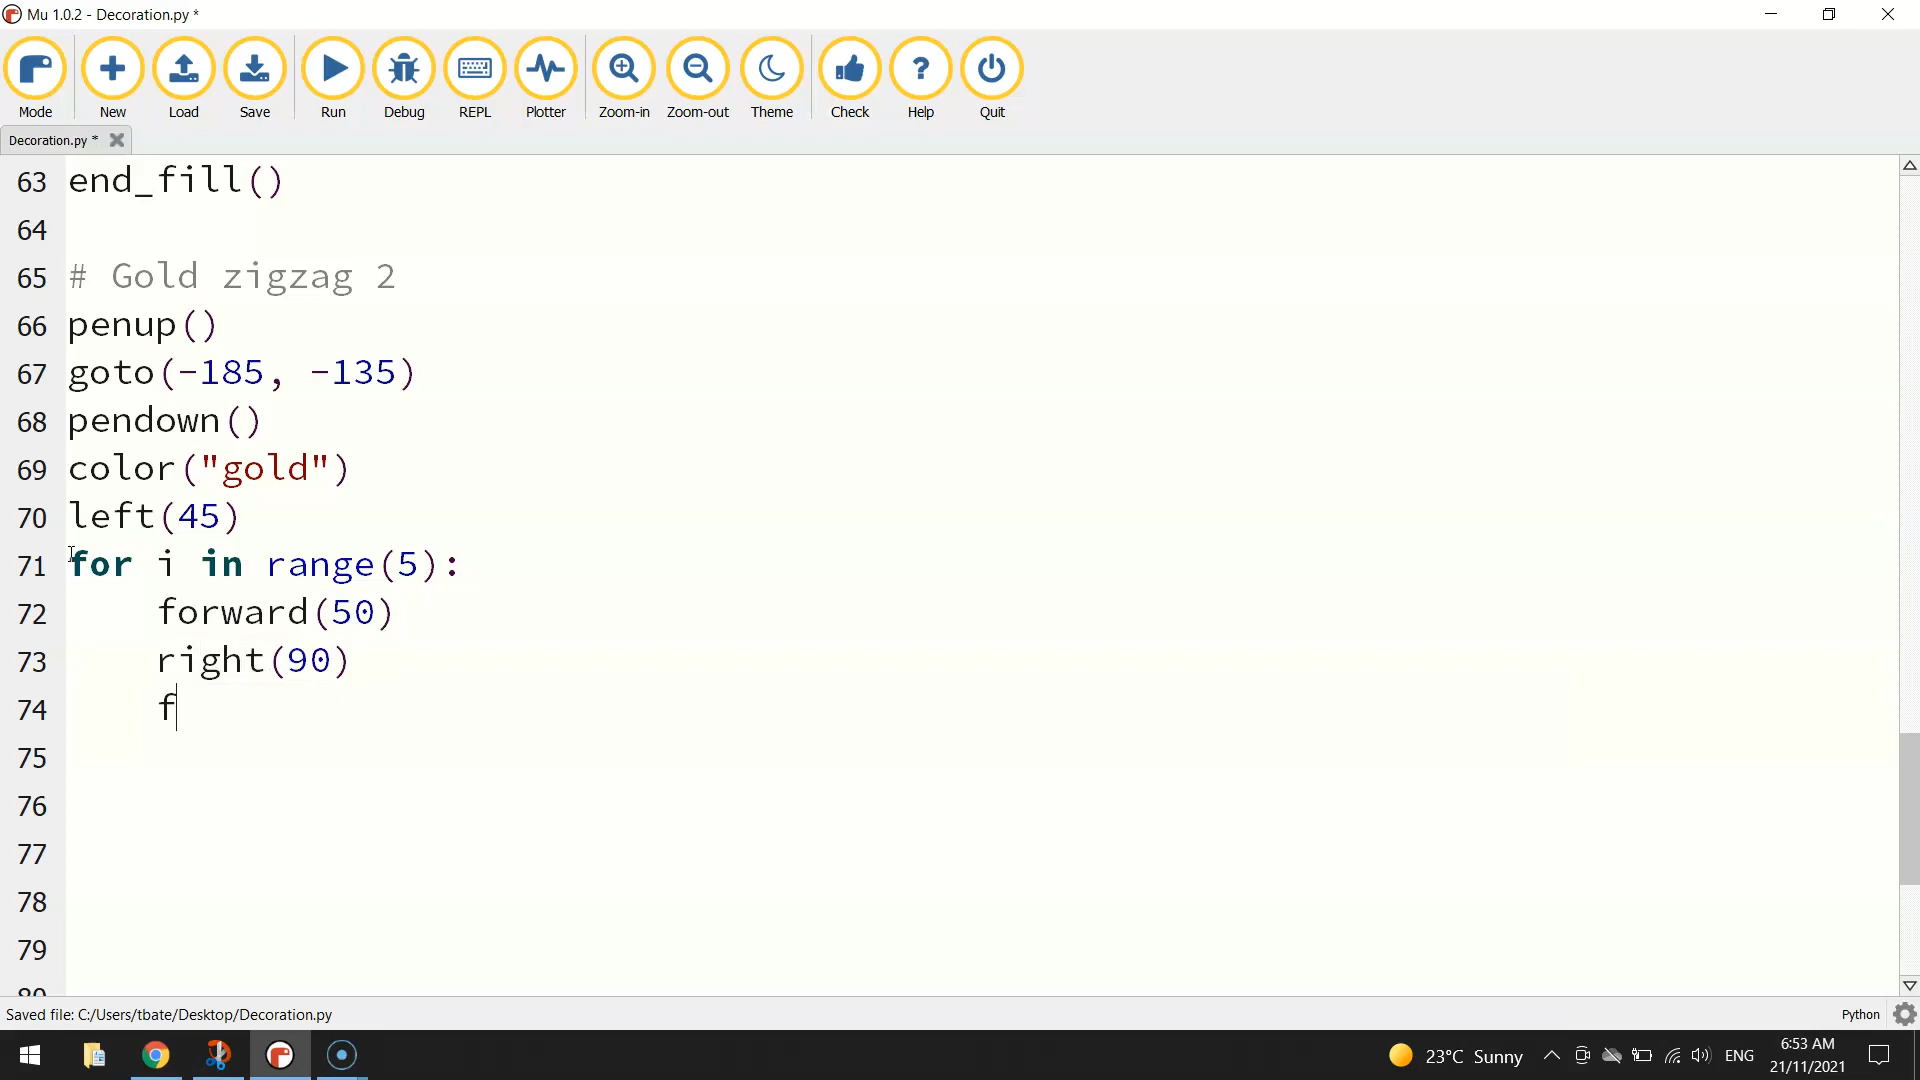 Mu 1.0.2 - Decoration.py *
Mode New Load Save Run Debug REPL Plotter Zoom-in Zoom-out Theme Check Help Quit
Decoration.py *
63 end_fill()
64
65 # Gold zigzag 2
66 penup()
67 goto(-185, -135)
68 pendown()
69 color("gold")
70 left(45)
71 for i in range(5):
72 forward(50)
73 right(90)
74 f
75
76
77
78
79
80
Saved file: C:/Users/tbate/Desktop/Decoration.py
Python
23°C Sunny
ENG
6:53 AM
21/11/2021